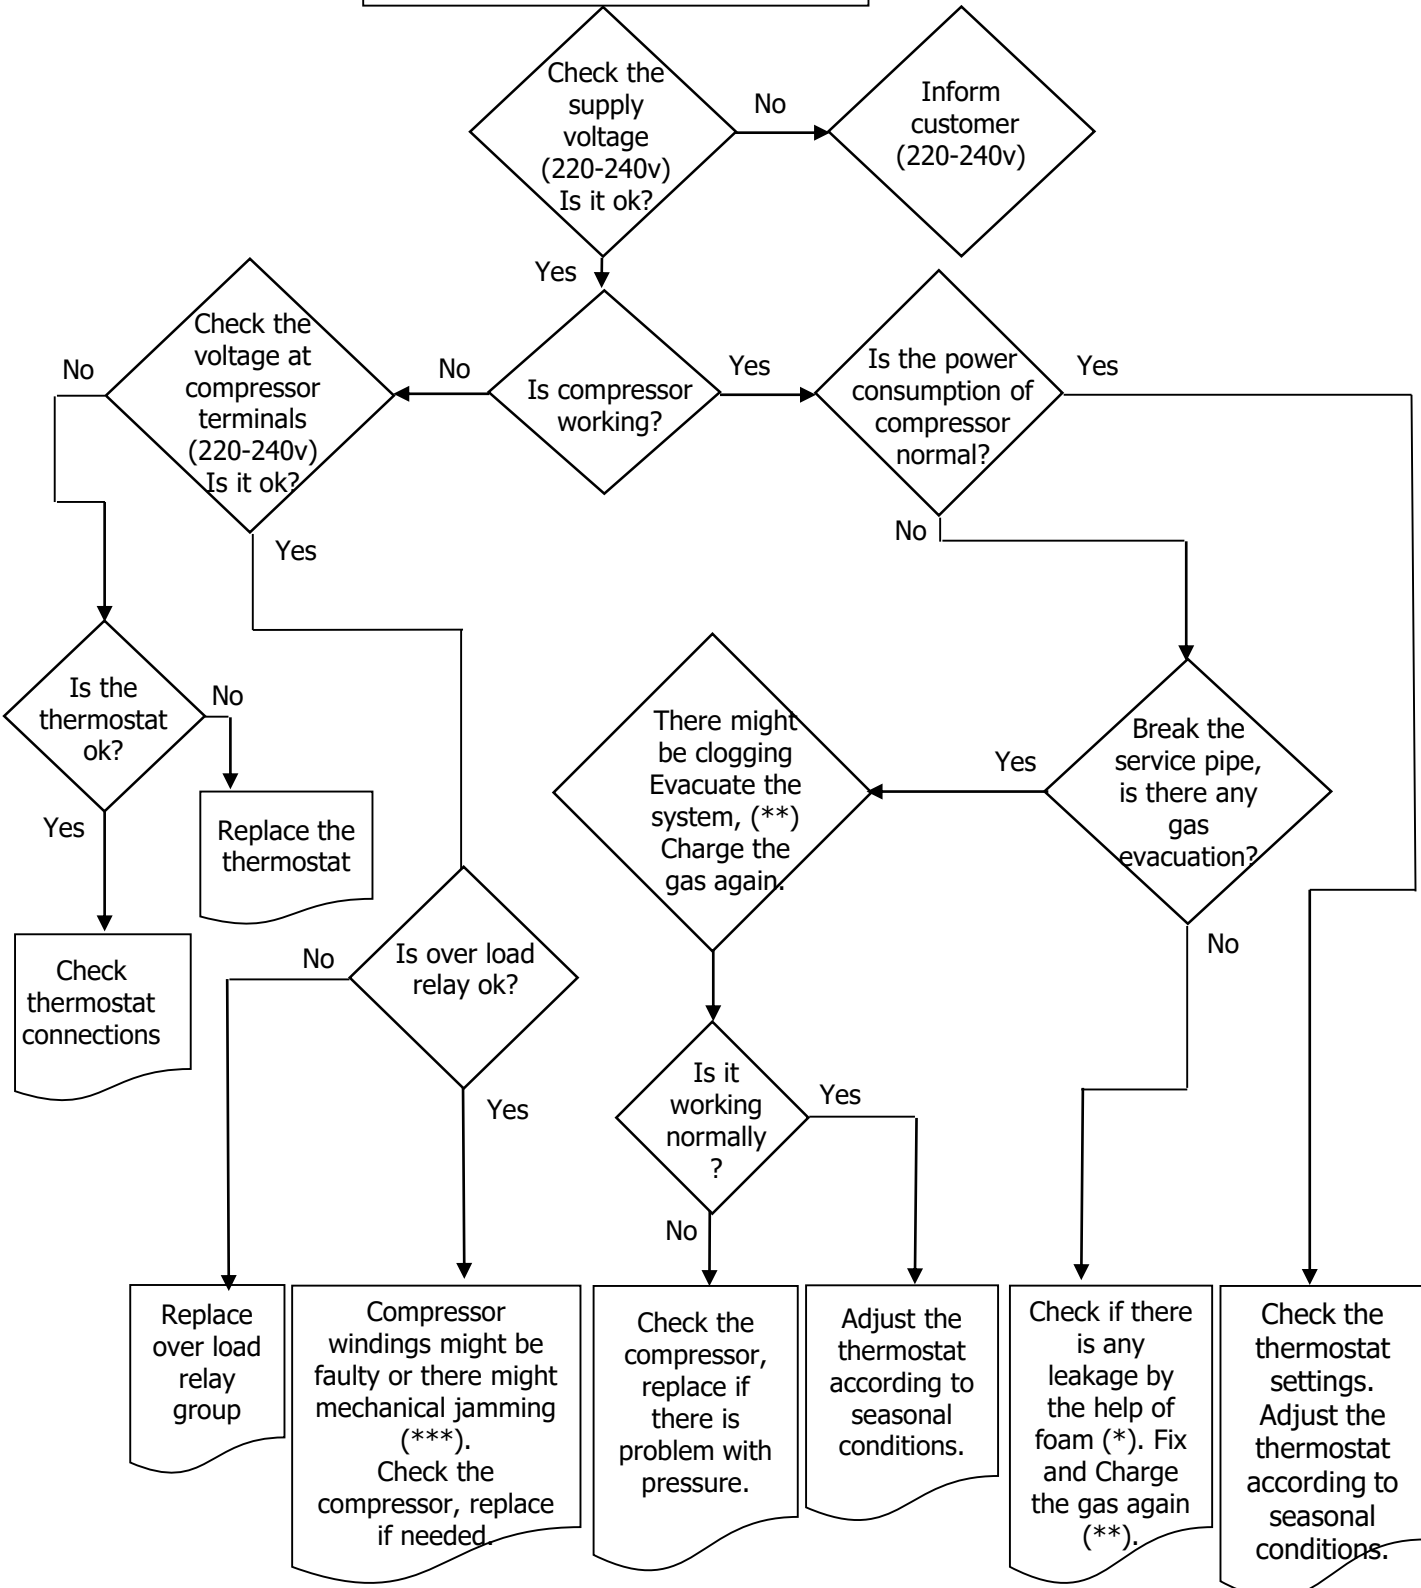 Check the
supply
voltage
(220-240v)
Is it ok?
No
Inform
customer
(220-240v)
Yes
Check the
voltage at
compressor
terminals
(220-240v)
Is it ok?
No
No
Is compressor
working?
Yes
Is the power
consumption of
compressor
normal?
Yes
No
Yes
Is the
thermostat
ok?
No
Yes
Replace the
thermostat
Check
thermostat
connections
There might
be clogging
Evacuate the
system, (**)
Charge the
gas again.
Yes
Break the
service pipe,
is there any
gas
evacuation?
No
No
Is over load
relay ok?
Yes
Is it
working
normally
?
Yes
No
Replace
over load
relay
group
Compressor
windings might be
faulty or there might
mechanical jamming
(***).
Check the
compressor, replace
if needed.
Check the
compressor,
replace if
there is
problem with
pressure.
Adjust the
thermostat
according to
seasonal
conditions.
Check if there
is any
leakage by
the help of
foam (*). Fix
and Charge
the gas again
(**).
Check the
thermostat
settings.
Adjust the
thermostat
according to
seasonal
conditions.